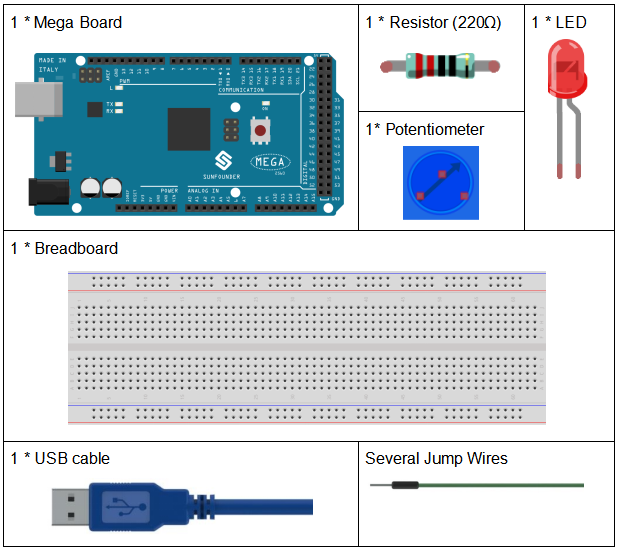 1 * Mega Board
1 * Resistor (220Ω)
1 * LED
MADE IN
ITALY
PWM
COMMUNICATION
L
TX
RX
ON
SUNFOUNDER
MEGA
2560
DIGITAL
POWER
ANALOG IN
1* Potentiometer
1 * Breadboard
1 * USB cable
Several Jump Wires